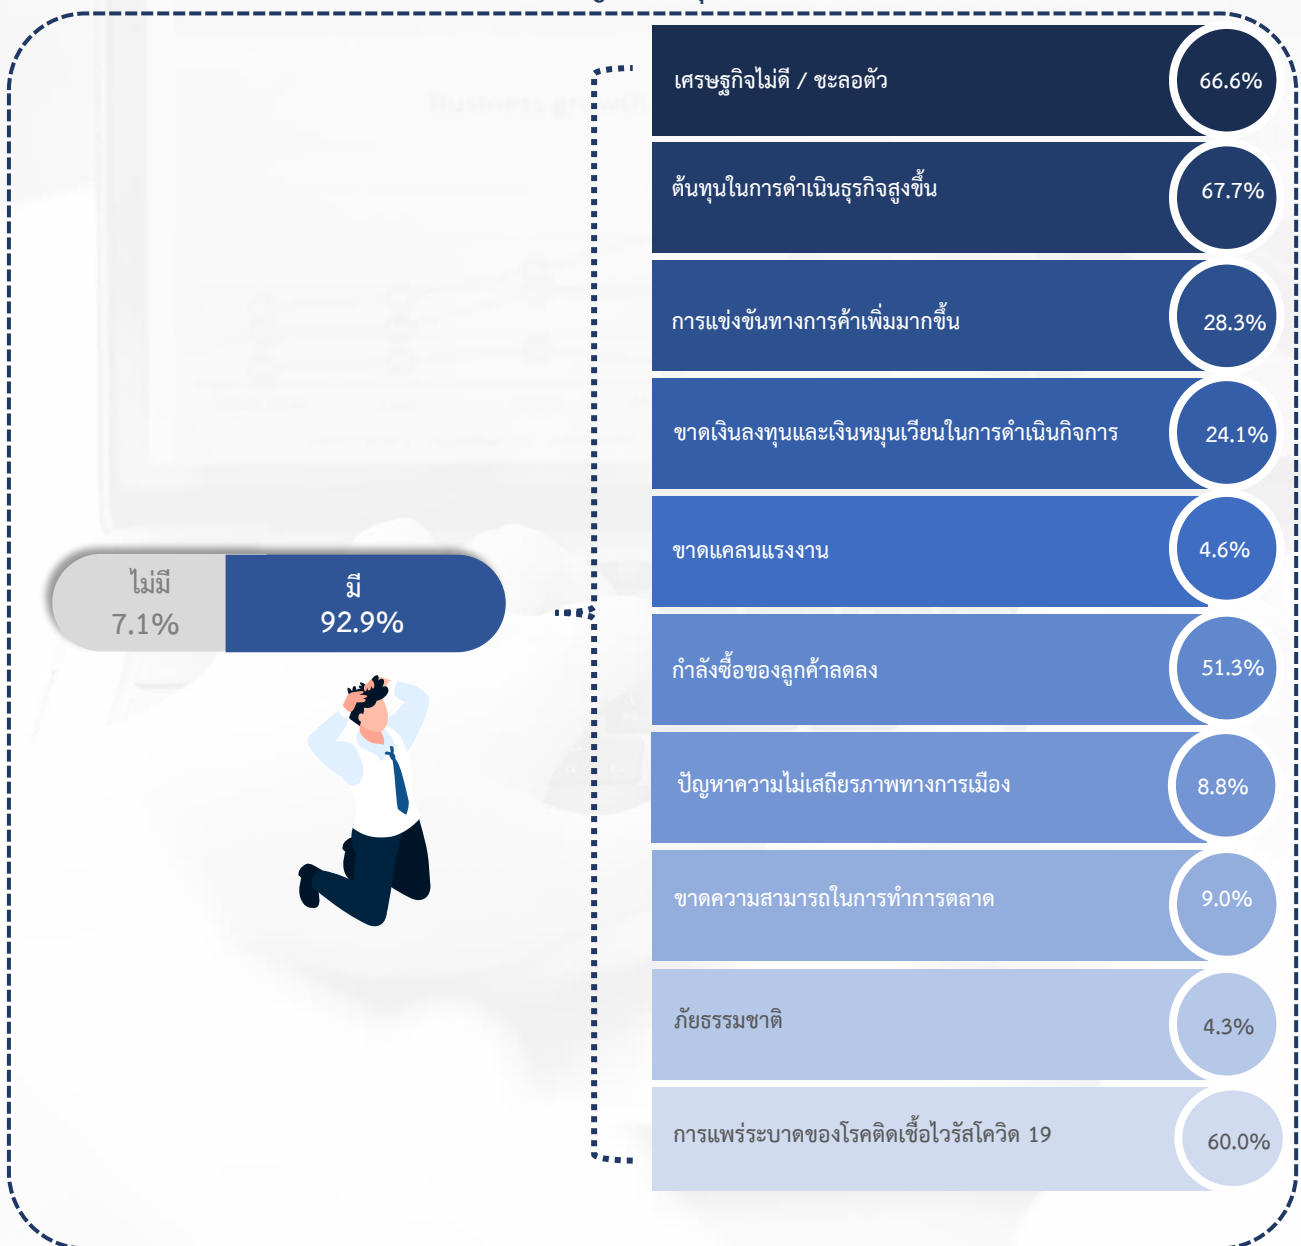 เศรษฐกิจไม่ดี / ชะลอตัว
66.6%
ต้นทุนในการดำเนินธุรกิจสูงขึ้น
67.7%
การแข่งขันทางการค้าเพิ่มมากขึ้น
28.3%
ขาดเงินลงทุนและเงินหมุนเวียนในการดำเนินกิจการ
24.1%
ขาดแคลนแรงงาน
4.6%
ไม่มี
7.1%
มี
92.9%
กำลังซื้อของลูกค้าลดลง
51.3%
ปัญหาความไม่เสถียรภาพทางการเมือง
8.8%
ขาดความสามารถในการทำการตลาด
9.0%
ภัยธรรมชาติ
4.3%
การแพร่ระบาดของโรคติดเชื้อไวรัสโควิด 19
60.0%